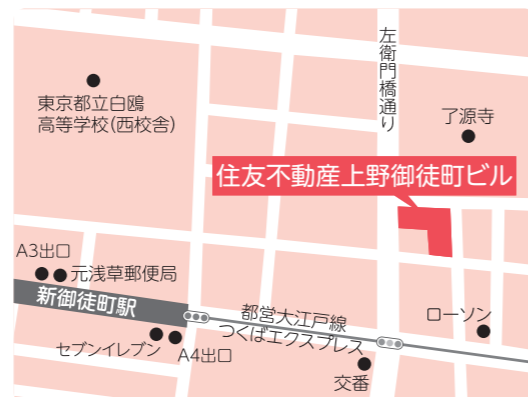 左衛門橋通り
東京都立白鴎
高等学校(西校舎)
了源寺
住友不動産上野御徒町ビル
A3出口
元浅草郵便局
新御徒町駅
都営大江戸線
つくばエクスプレス
ローソン
セブンイレブン
A4出口
交番